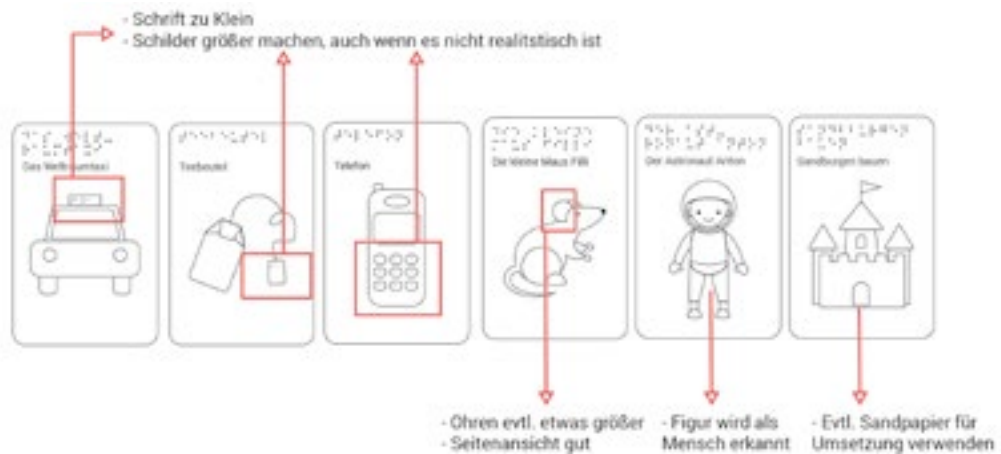 - Schrift zu Klein
- Schilder größer machen, auch wenn es nicht realitstisch ist
Das Weltraumtaxi
Teebeutel
Telefon
Die kleine Maus Filli
Der Astronaut Anton
Sandburgen bauen
- Ohren evtl. etwas größer
- Seitenansicht gut
- Figur wird als
Mensch erkannt
- Evtl. Sandpapier für
Umsetzung verwenden